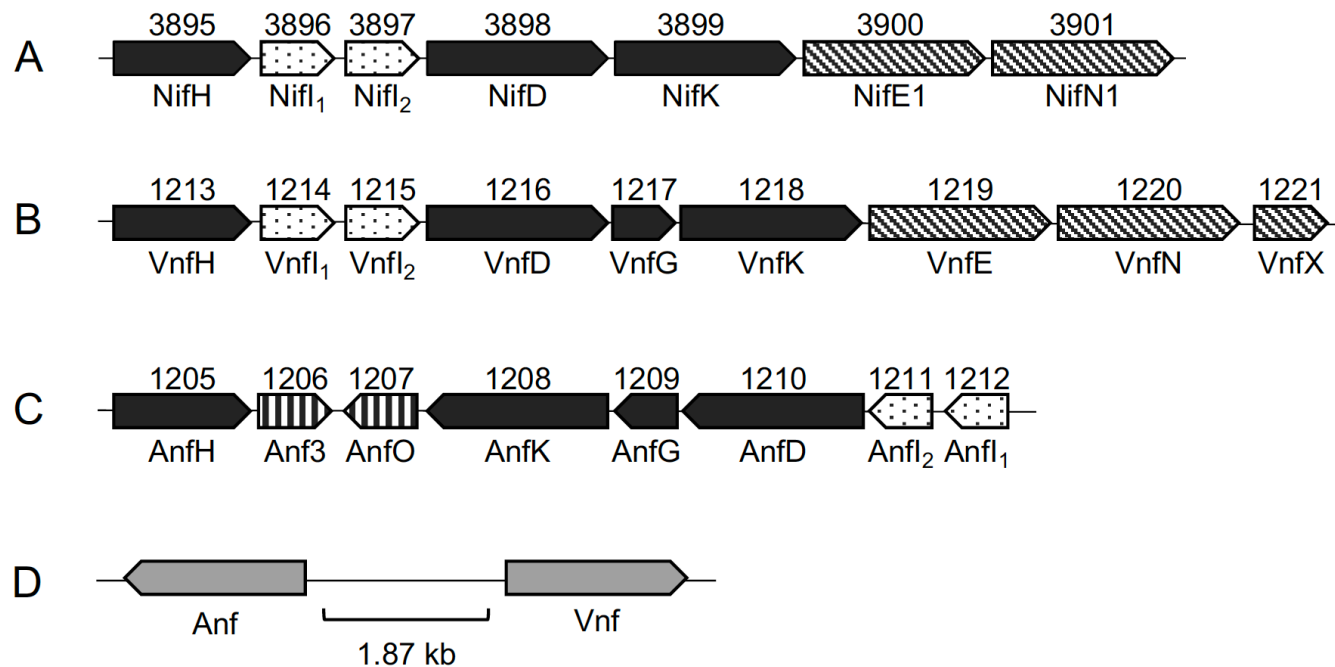 3895 3896 3897 3898 3899 3900 3901
A
NifH NifI₁ NifI₂ NifD NifK NifE1 NifN1
1213 1214 1215 1216 1217 1218 1219 1220 1221
B
VnfH VnfI₁ VnfI₂ VnfD VnfG VnfK VnfE VnfN VnfX
1205 1206 1207 1208 1209 1210 1211 1212
C
AnfH Anf3 AnfO AnfK AnfG AnfD AnfI₂ AnfI₁
D
Anf Vnf
1.87 kb